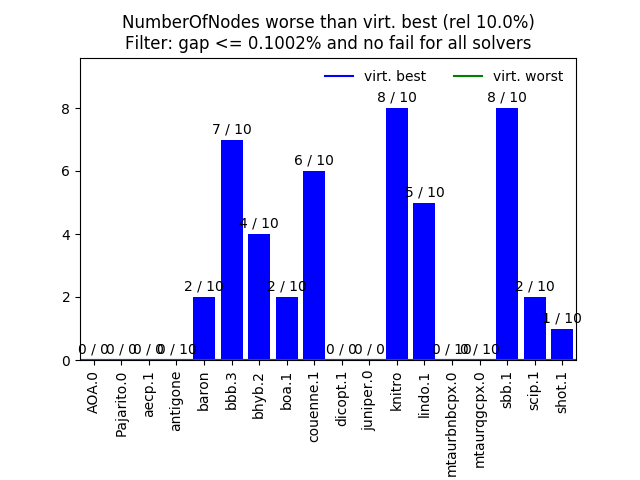 NumberOfNodes worse than virt. best (rel 10.0%)
Filter: gap <= 0.1002% and no fail for all solvers
virt. best
virt. worst
8
6
4
2
0
0 / 0
0 / 0
0 / 0
0 / 10
2 / 10
7 / 10
4 / 10
2 / 10
6 / 10
0 / 0
0 / 0
8 / 10
5 / 10
0 / 10
0 / 10
8 / 10
2 / 10
1 / 10
AOA.0
Pajarito.0
aecp.1
antigone
baron
bbb.3
bhyb.2
boa.1
couenne.1
dicopt.1
juniper.0
knitro
lindo.1
mtaurbnbcpx.0
mtaurqgcpx.0
sbb.1
scip.1
shot.1